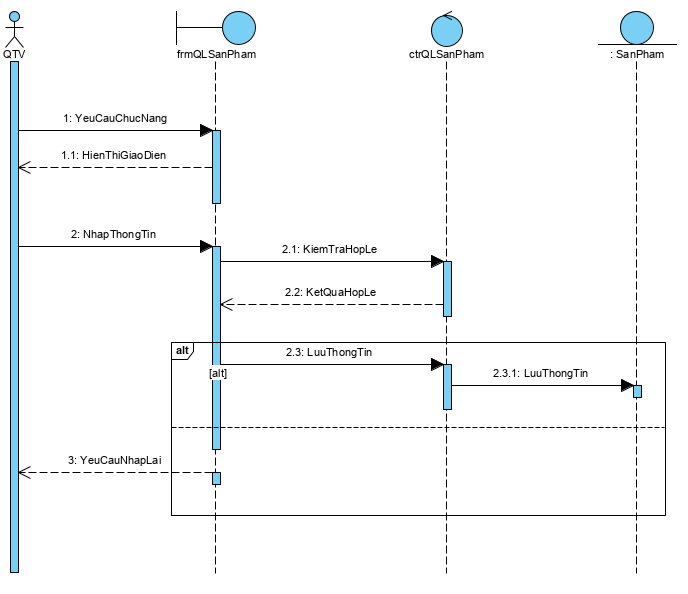 QTV
frmQLSanPham
ctrQLSanPham
: SanPham
1: YeuCauChucNang
1.1: HienThiGiaoDien
2: NhapThongTin
2.1: KiemTraHopLe
2.2: KetQuaHopLe
alt
2.3: LuuThongTin
[alt]
2.3.1: LuuThongTin
3: YeuCauNhapLai